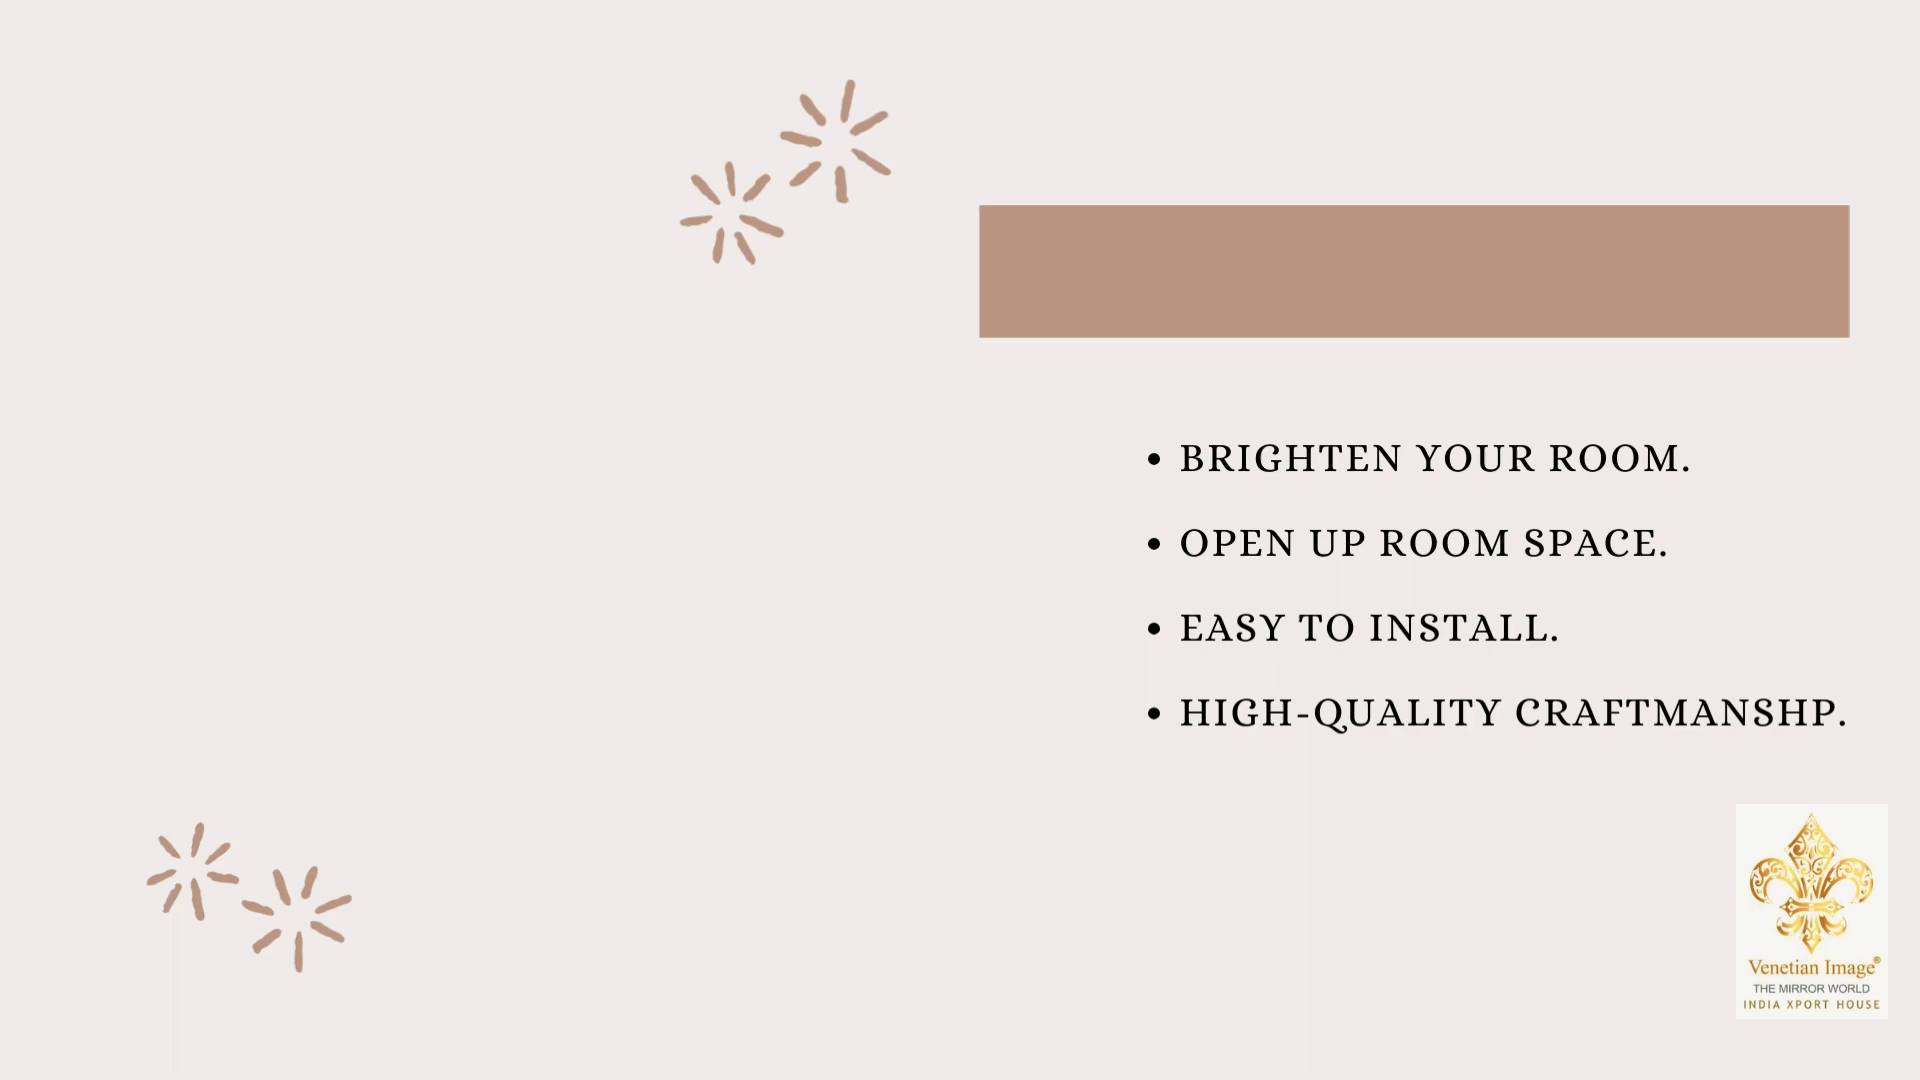 • BRIGHTEN YOUR ROOM.
• OPEN UP ROOM SPACE.
• EASY TO INSTALL.
• HIGH-QUALITY CRAFTMANSHP.
Venetian Image®
THE MIRROR WORLD
INDIA XPORT HOUSE